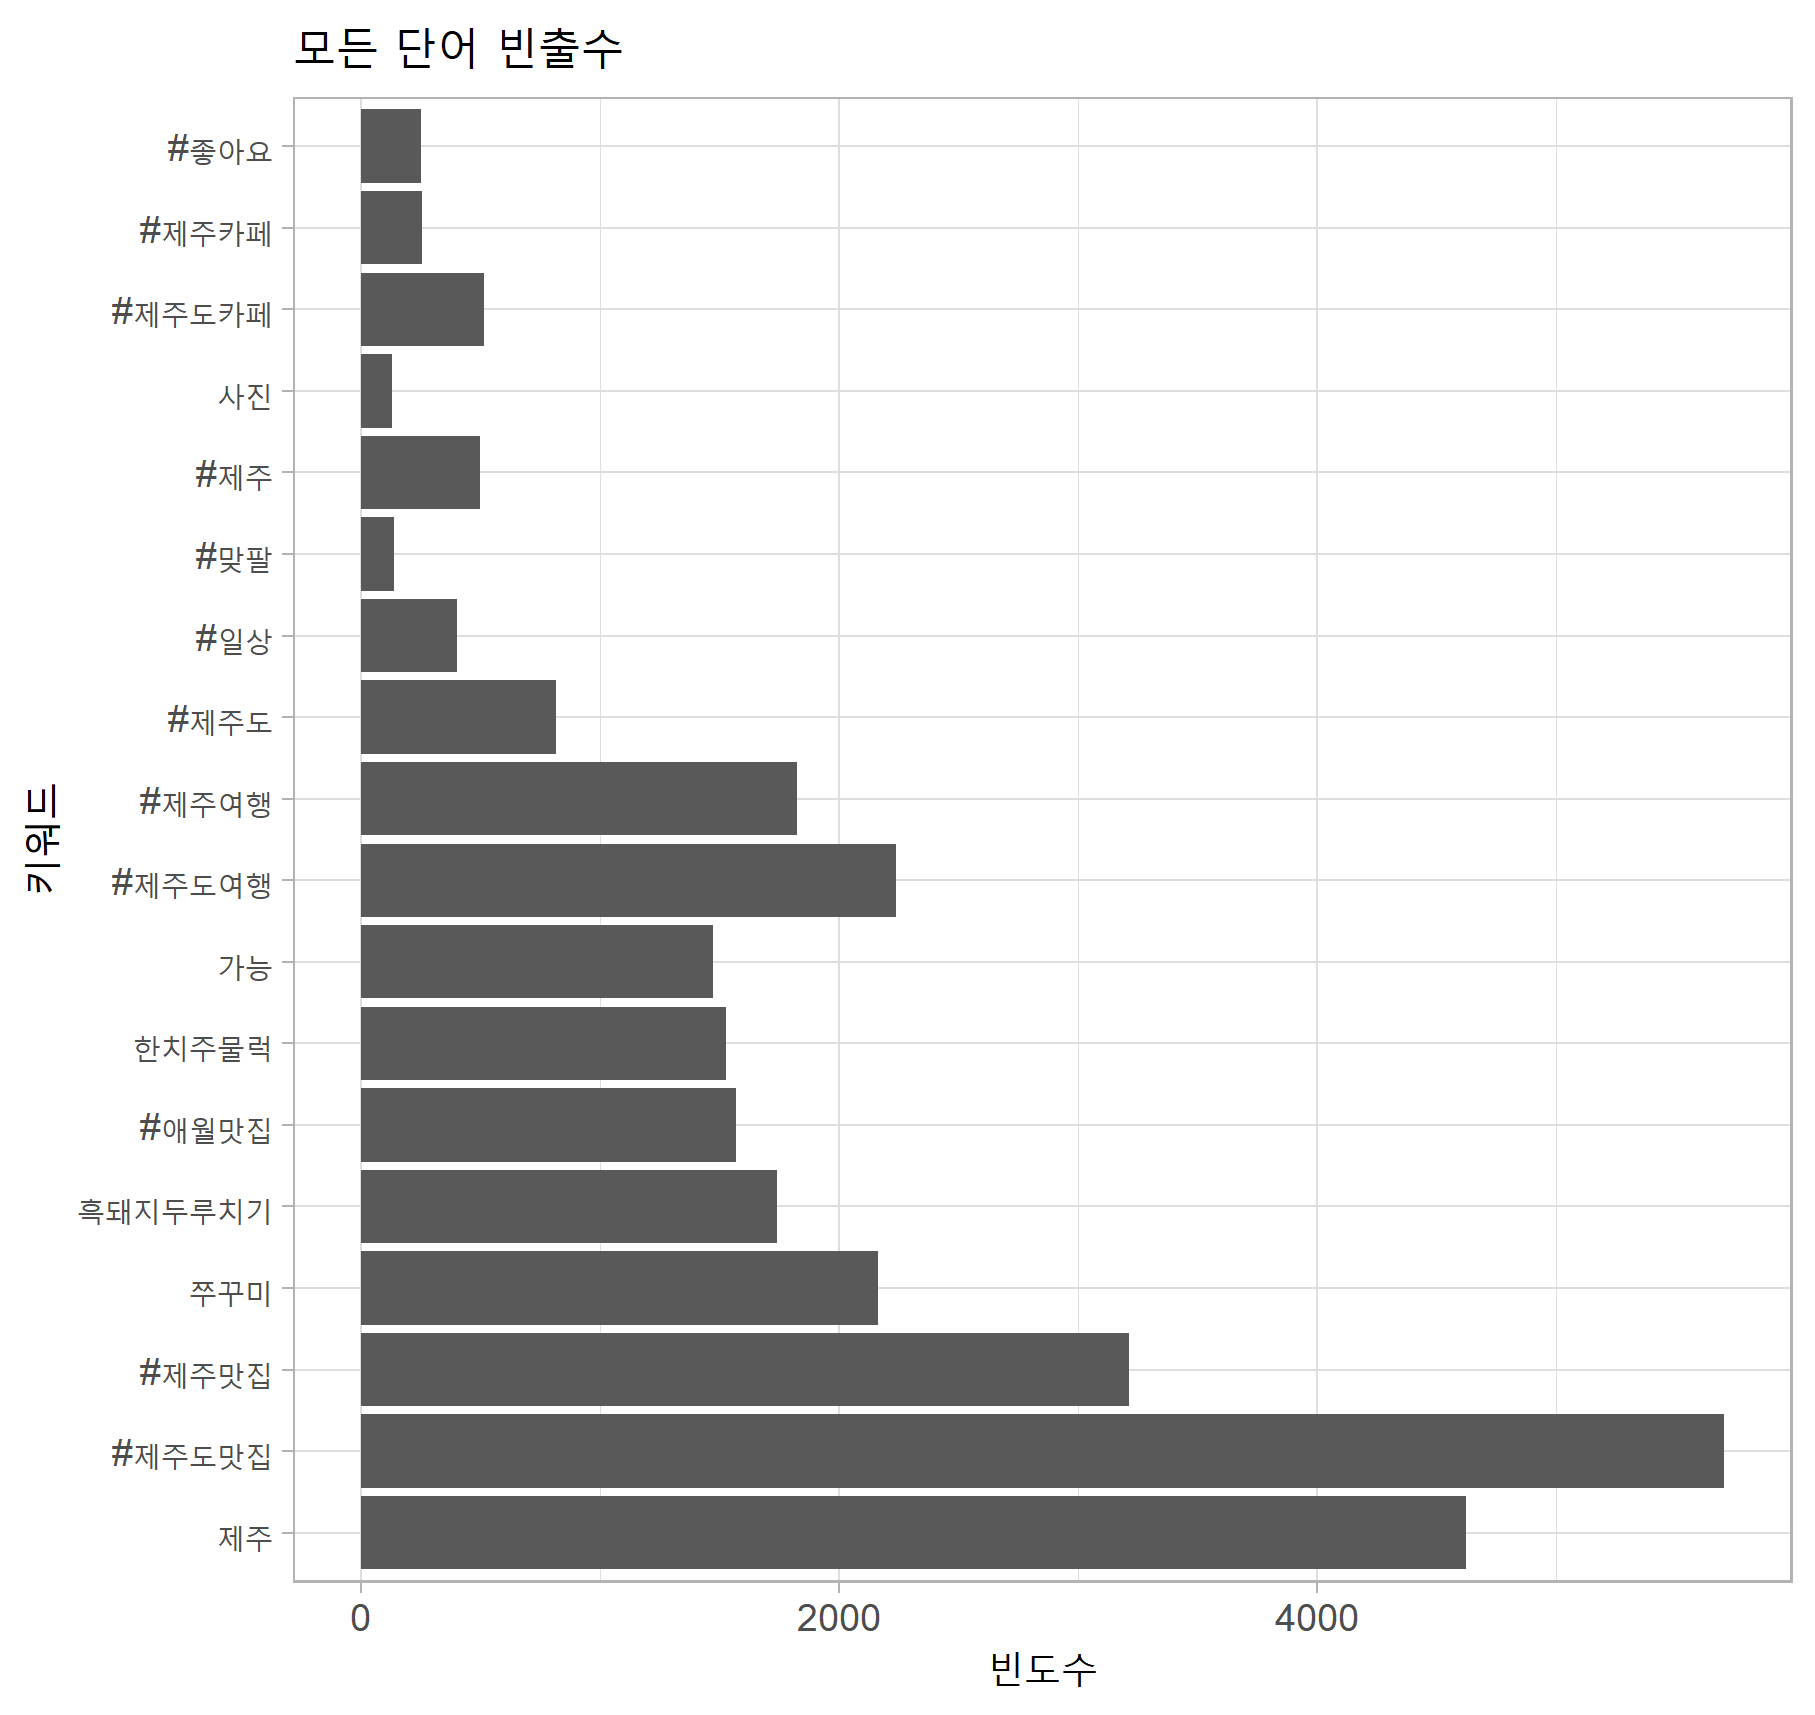 모든 단어 빈출수
#좋아요
#제주카페
#제주도카페
사진
#제주
#맞팔
#일상
#제주도
#제주여행
#제주도여행
가능
한치주물럭
#애월맛집
흑돼지두루치기
쭈꾸미
#제주맛집
#제주도맛집
제주
키워드
0 2000 4000
빈도수